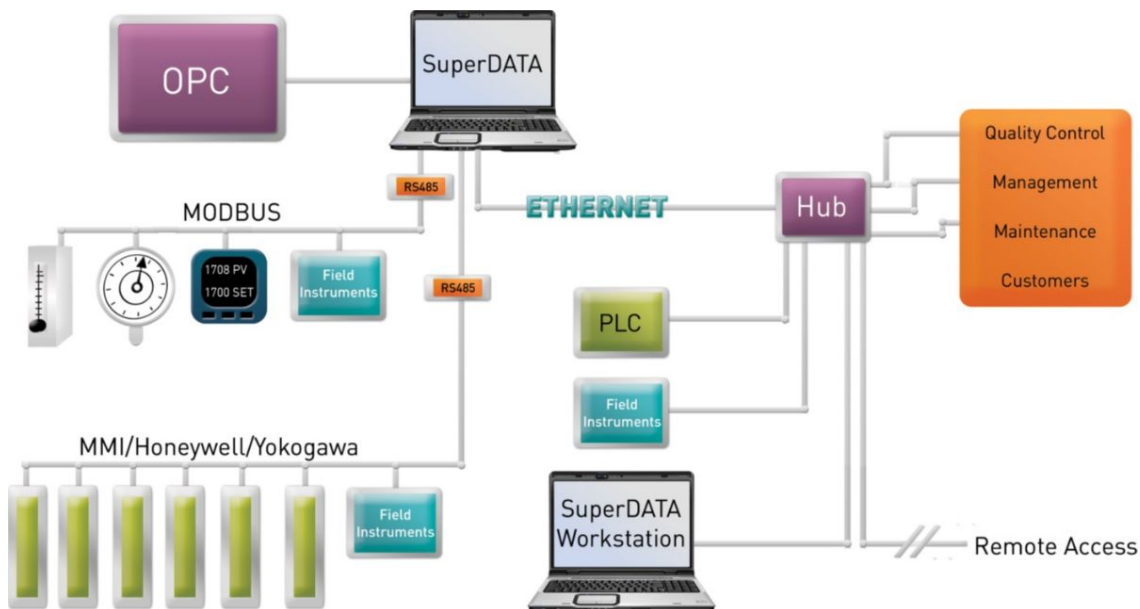 OPC
SuperDATA
RS485
MODBUS
ETHERNET
Hub
Quality Control
Management
Maintenance
Customers
1708 PV
1700 SET
Field
Instruments
RS485
PLC
Field
Instruments
MMI/Honeywell/Yokogawa
Field
Instruments
SuperDATA
Workstation
Remote Access